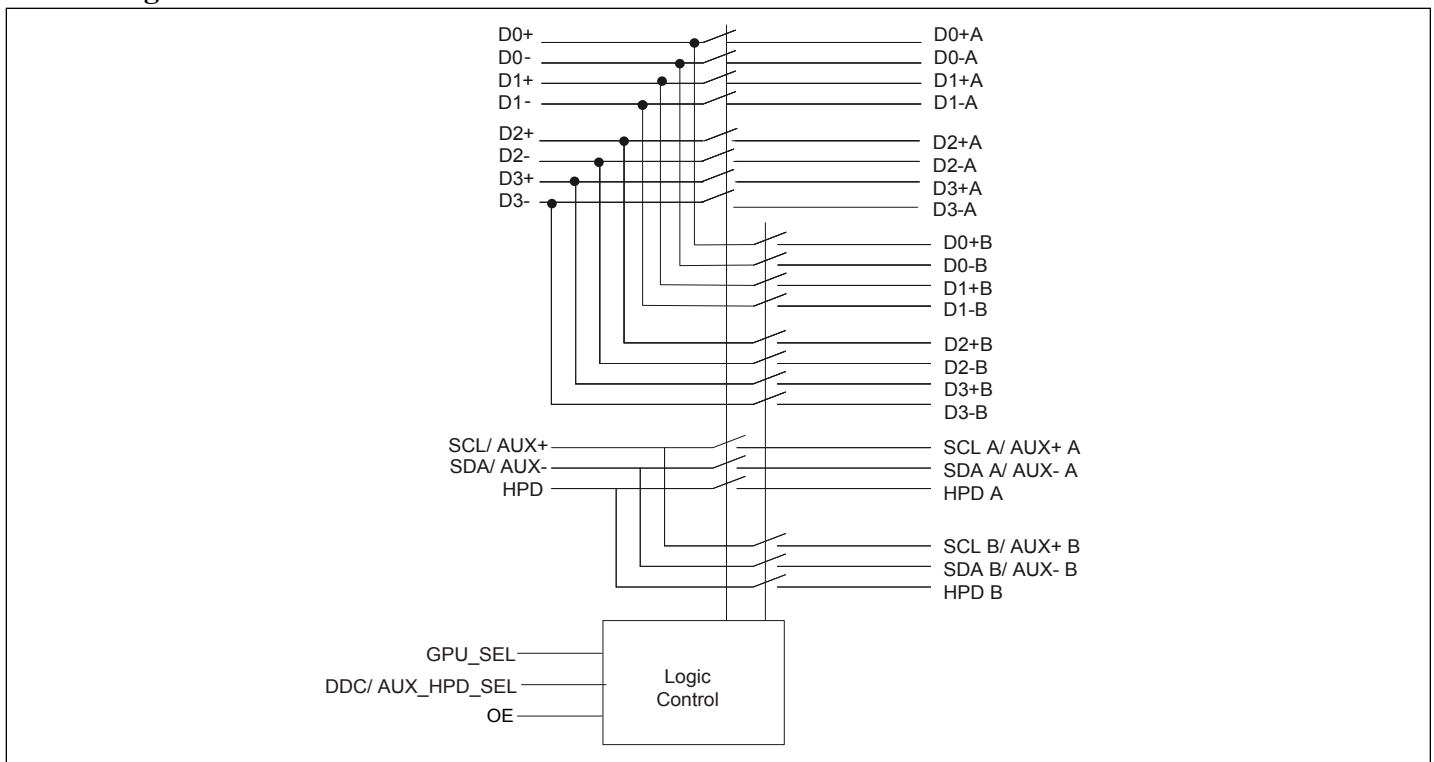 D0+ D0+A
D0- D0-A
D1+ D1+A
D1- D1-A
D2+ D2+A
D2- D2-A
D3+ D3+A
D3- D3-A
D0+B
D0-B
D1+B
D1-B
D2+B
D2-B
D3+B
D3-B
SCL/ AUX+ SCL A/ AUX+ A
SDA/ AUX- SDA A/ AUX- A
HPD HPD A
SCL B/ AUX+ B
SDA B/ AUX- B
HPD B
GPU_SEL
DDC/ AUX_HPD_SEL
OE
Logic
Control